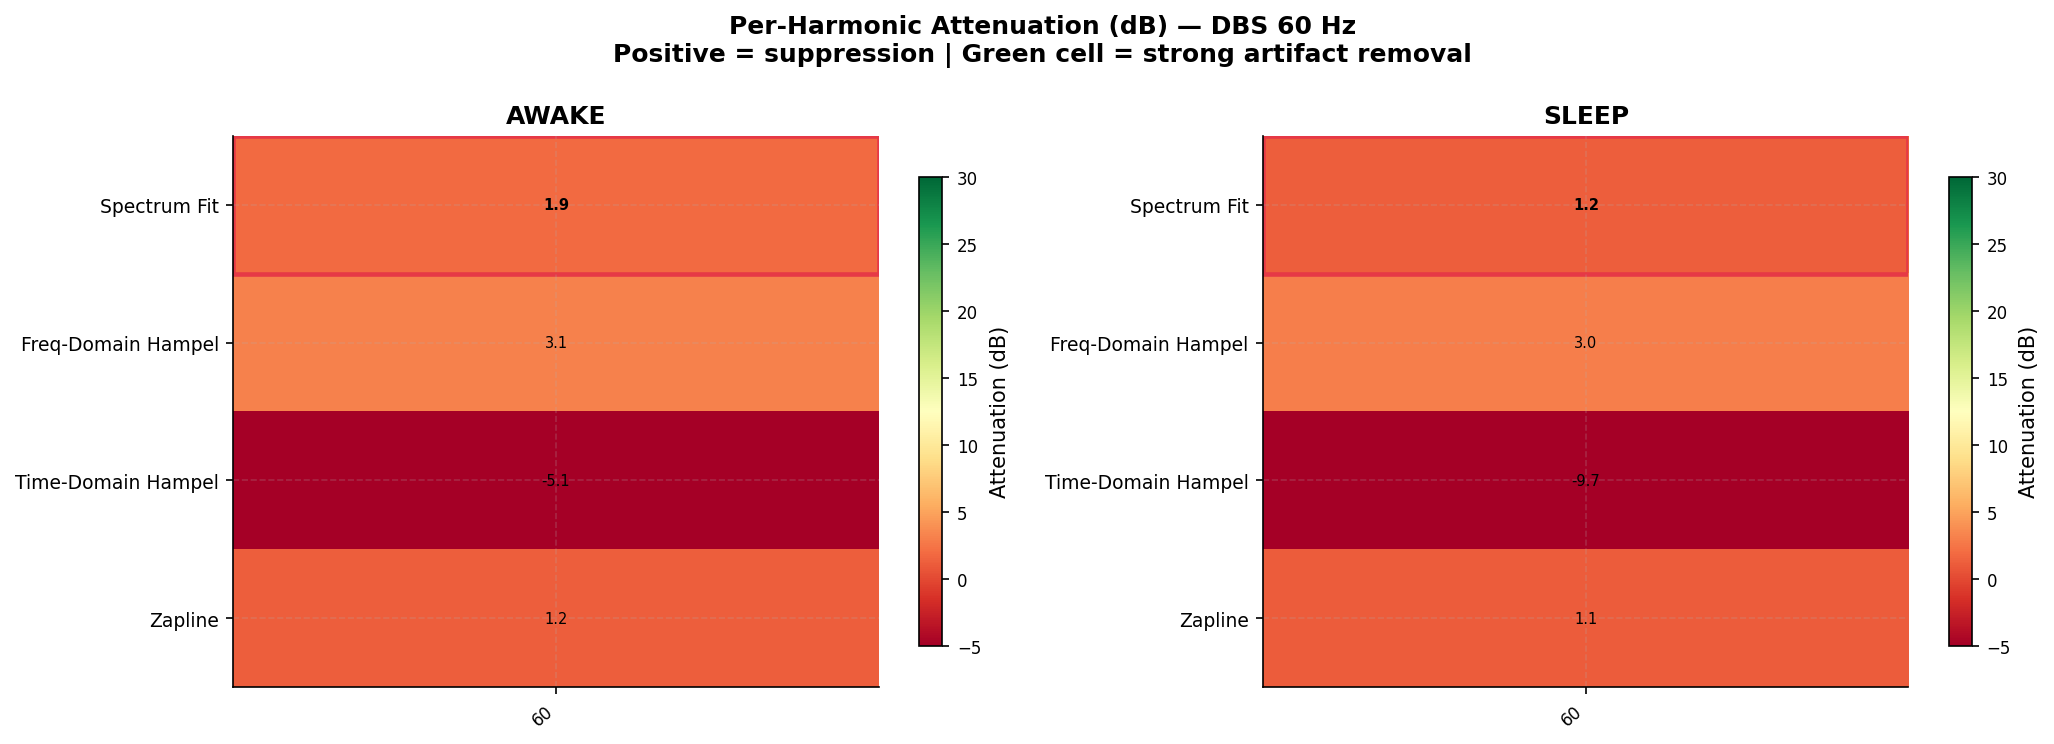 Per-Harmonic Attenuation (dB) — DBS 60 Hz
Positive = suppression | Green cell = strong artifact removal
AWAKE
Spectrum Fit
1.9
Freq-Domain Hampel
3.1
Time-Domain Hampel
-5.1
Zapline
1.2
60
30
25
20
15
10
5
0
−5
Attenuation (dB)
SLEEP
Spectrum Fit
1.2
Freq-Domain Hampel
3.0
Time-Domain Hampel
-9.7
Zapline
1.1
60
30
25
20
15
10
5
0
−5
Attenuation (dB)